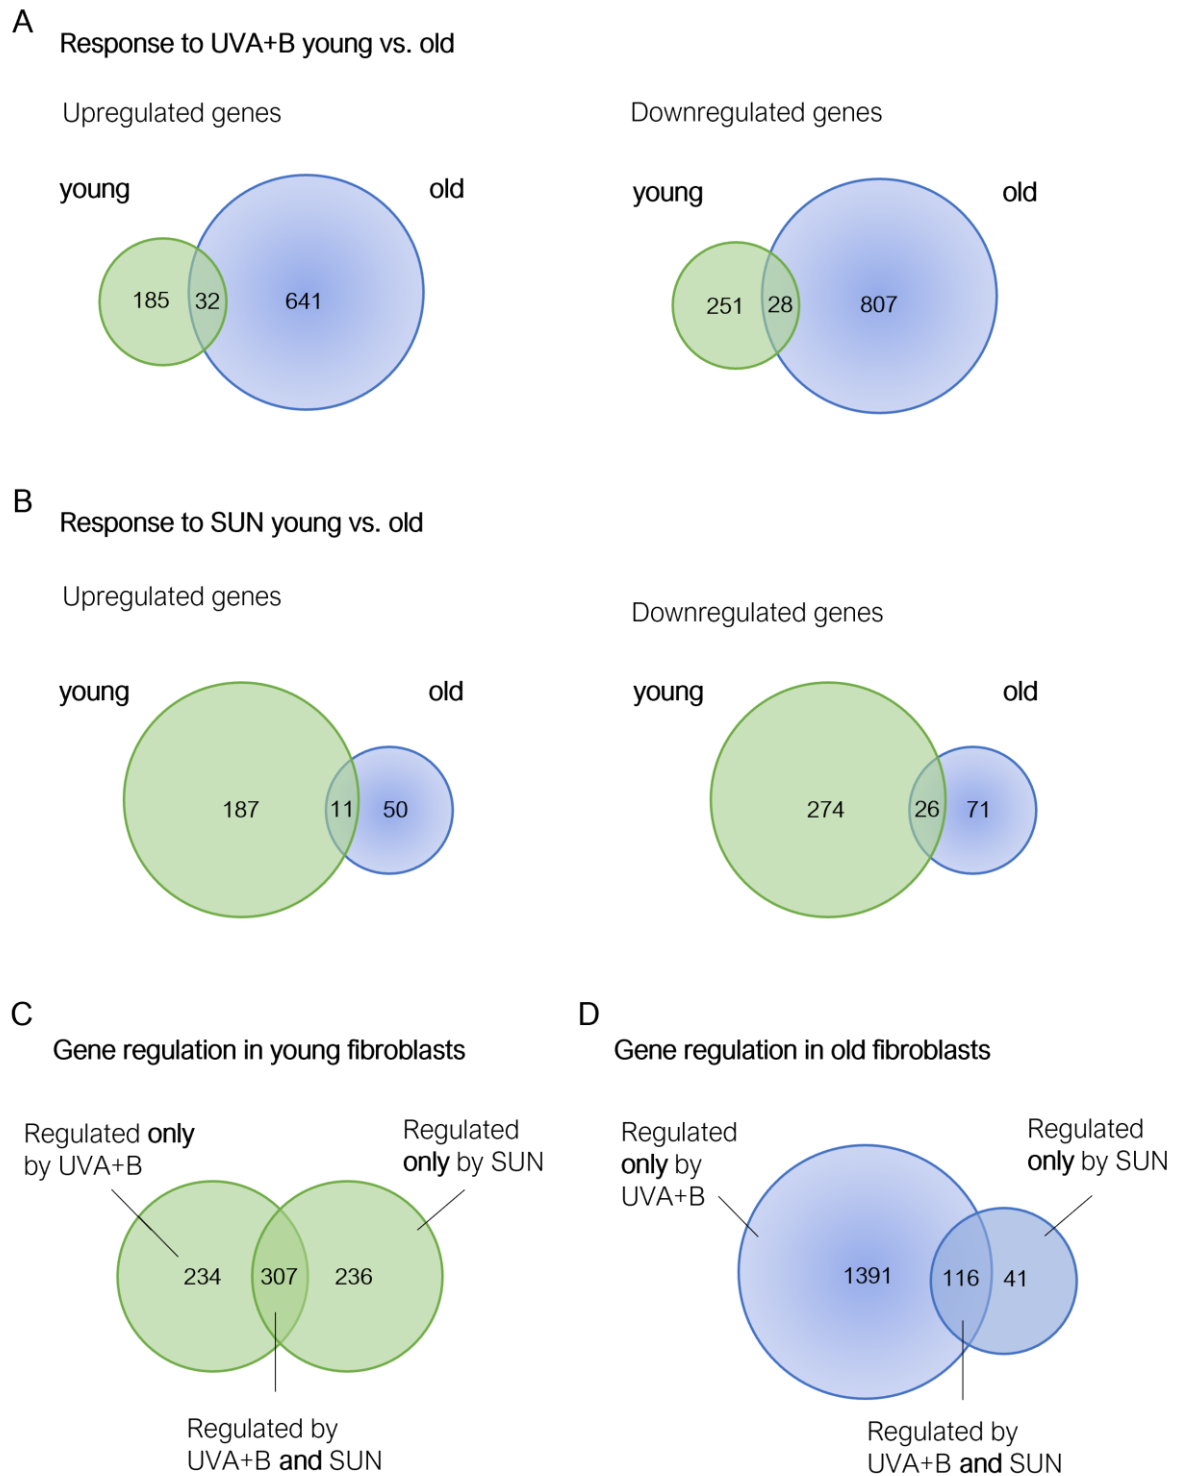 A
Response to UVA+B young vs. old
Upregulated genes
Downregulated genes
young
old
young
old
185
32
641
251
28
807
B
Response to SUN young vs. old
Upregulated genes
Downregulated genes
young
old
young
old
187
11
50
274
26
71
C
Gene regulation in young fibroblasts
Regulated only
by UVA+B
Regulated
only by SUN
234
307
236
Regulated by
UVA+B and SUN
D
Gene regulation in old fibroblasts
Regulated
only by
UVA+B
Regulated
only by SUN
1391
116
41
Regulated by
UVA+B and SUN